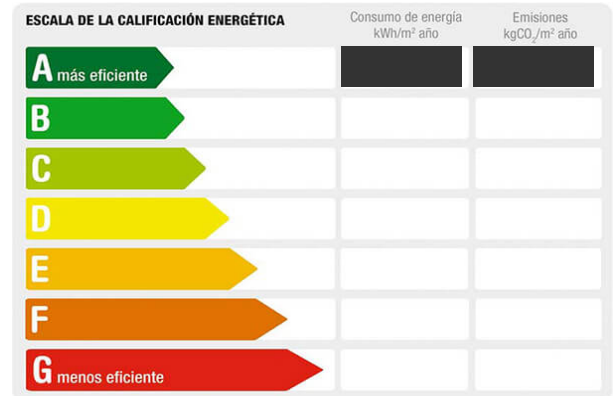 ESCALA DE LA CALIFICACIÓN ENERGÉTICA
Consumo de energía
kWh/m² año
Emisiones
kgCO₂/m² año
A más eficiente
B
C
D
E
F
G menos eficiente